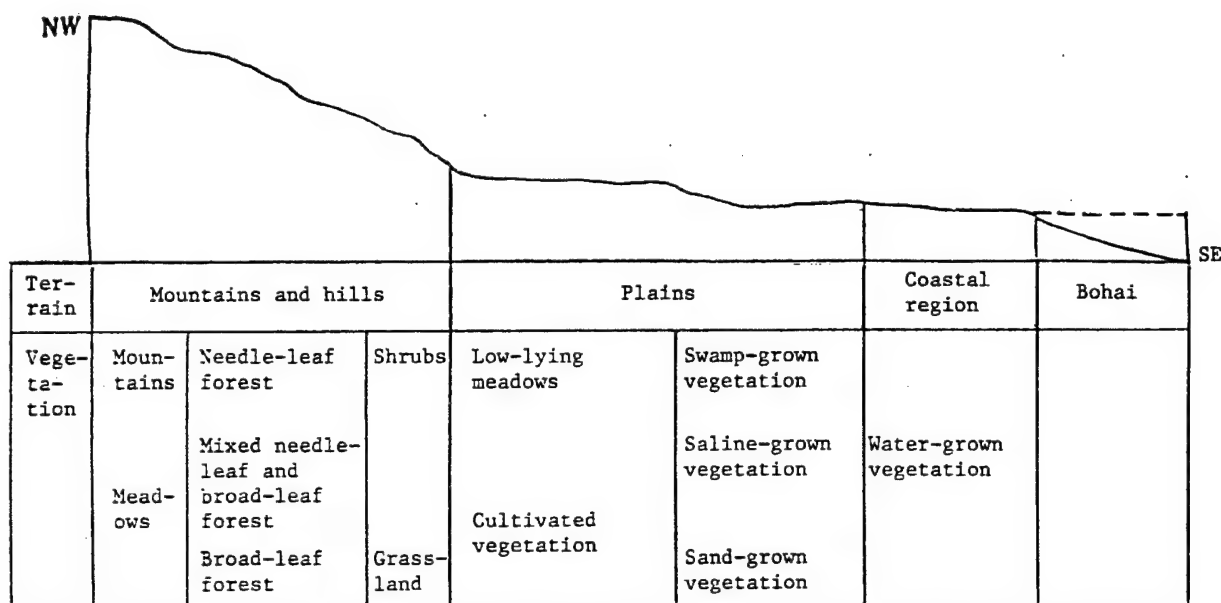 NW
SE
Ter-
rain
Mountains and hills
Plains
Coastal
region
Bohai
Vege-
ta-
tion
Moun-
tains
Mead-
ows
Needle-leaf
forest
Mixed needle-
leaf and
broad-leaf
forest
Broad-leaf
forest
Shrubs
Grass-
land
Low-lying
meadows
Cultivated
vegetation
Swamp-grown
vegetation
Saline-grown
vegetation
Sand-grown
vegetation
Water-grown
vegetation